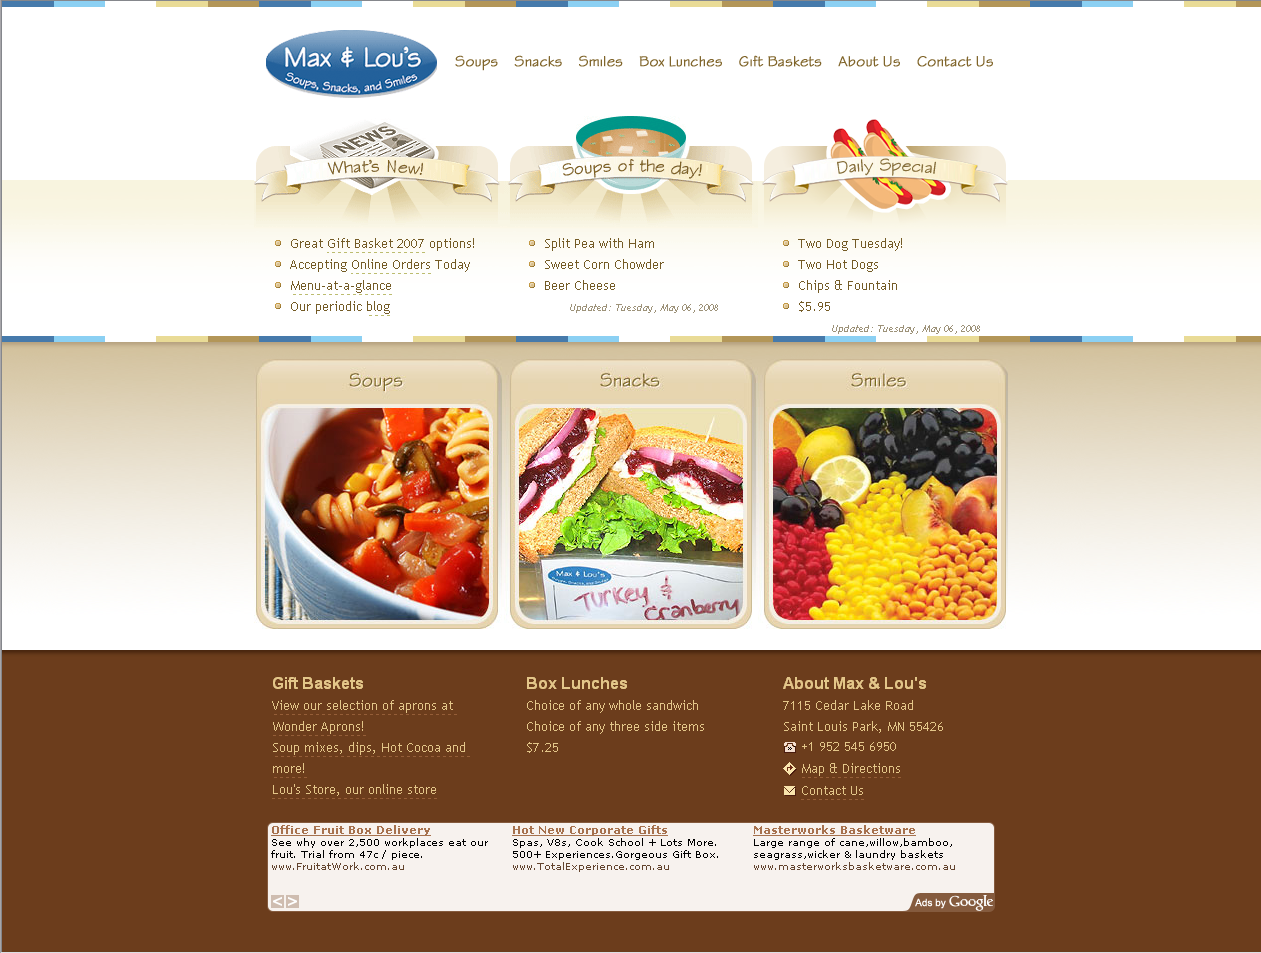 Max & Lou's
Soups, Snacks, and Smiles
Soups Snacks Smiles Box Lunches Gift Baskets About Us Contact Us
NEWS
What's New!
Great Gift Basket 2007 options!
Accepting Online Orders Today
Menu-at-a-glance
Our periodic blog
Soups of the day!
Split Pea with Ham
Sweet Corn Chowder
Beer Cheese
Updated: Tuesday, May 06, 2008
Daily Special
Two Dog Tuesday!
Two Hot Dogs
Chips & Fountain
$5.95
Updated: Tuesday, May 06, 2008
Soups
Snacks
Max & Lou's
Turkey & Cranberry
Smiles
Gift Baskets
View our selection of aprons at
Wonder Aprons!
Soup mixes, dips, Hot Cocoa and
more!
Lou's Store, our online store
Box Lunches
Choice of any whole sandwich
Choice of any three side items
$7.25
About Max & Lou's
7115 Cedar Lake Road
Saint Louis Park, MN 55426
+1 952 545 6950
Map & Directions
Contact Us
Office Fruit Box Delivery
See why over 2,500 workplaces eat our
fruit. Trial from 47c / piece.
www.FruitatWork.com.au
Hot New Corporate Gifts
Spas, V8s, Cook School + Lots More.
500+ Experiences.Gorgeous Gift Box.
www.TotalExperience.com.au
Masterworks Basketware
Large range of cane,willow,bamboo,
seagrass,wicker & laundry baskets
www.masterworksbasketware.com.au
Ads by Google